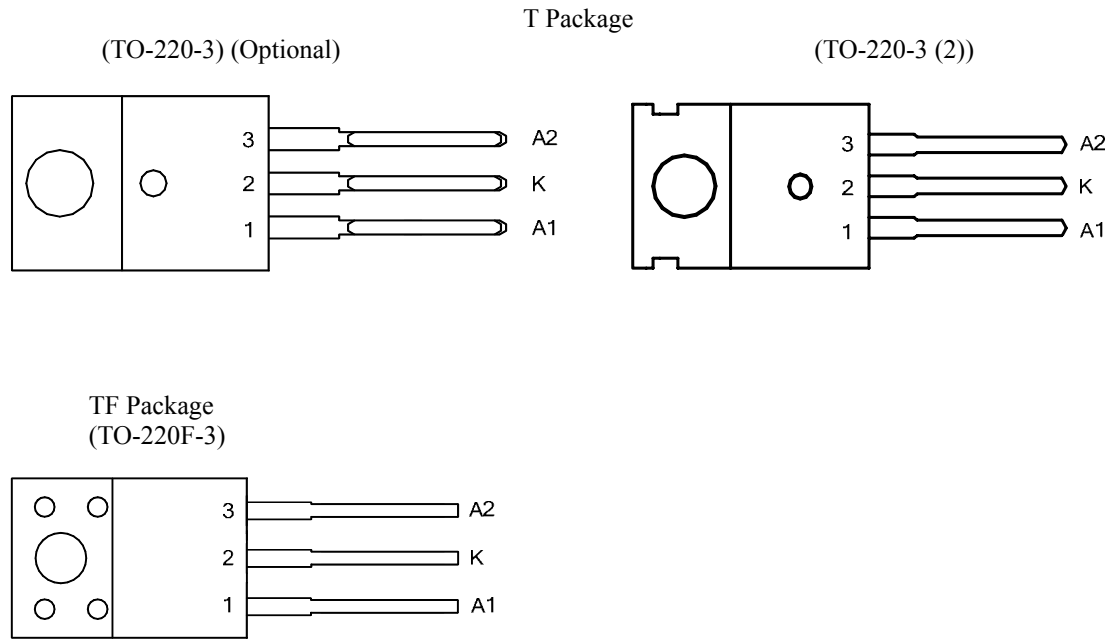 T Package
(TO-220-3) (Optional)
(TO-220-3 (2))
3 A2
2 K
1 A1
3 A2
2 K
1 A1
TF Package
(TO-220F-3)
3 A2
2 K
1 A1